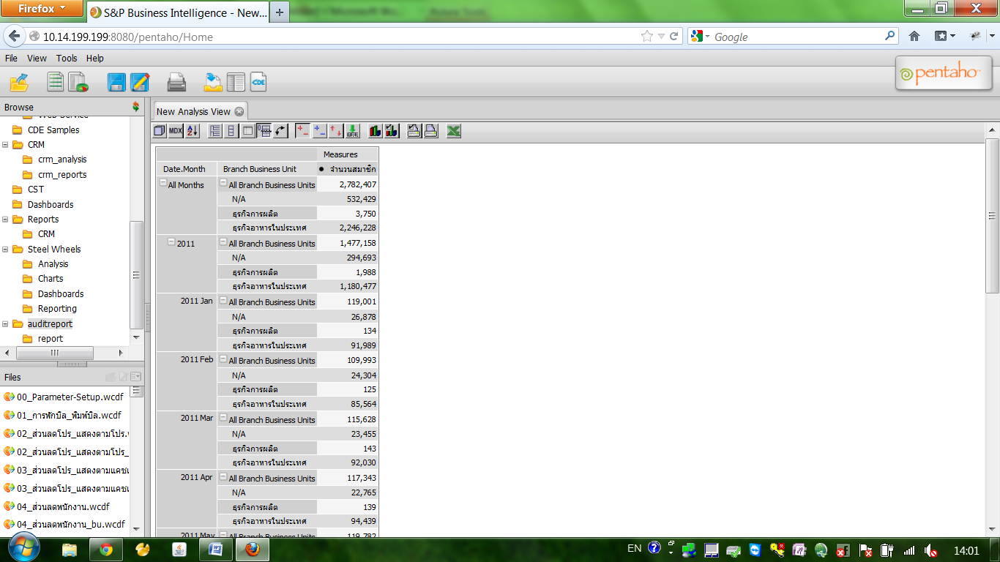 Firefox
S&P Business Intelligence - New...
10.14.199.199:8080/pentaho/Home
Google
File View Tools Help
CDE
pentaho
Browse
New Analysis View
Web Service
CDE Samples
CRM
crm_analysis
crm_reports
CST
Dashboards
Reports
CRM
Steel Wheels
Analysis
Charts
Dashboards
Reporting
auditreport
report
Files
00_Parameter-Setup.wcdf
01_การพักบิล_พิมพ์บิล.wcdf
02_ส่วนลดโปร_แสดงตามโปร.
02_ส่วนลดโปร_แสดงตามโปร_
03_ส่วนลดโปร_แสดงตามแคช
03_ส่วนลดโปร_แสดงตามแคช
04_ส่วนลดพนักงาน.wcdf
04_ส่วนลดพนักงาน_bu.wcdf
MDX
Measures
Date.Month Branch Business Unit จำนวนสมาชิก
All Months All Branch Business Units 2,782,407
N/A 532,429
ธุรกิจการผลิต 3,750
ธุรกิจอาหารในประเทศ 2,246,228
2011 All Branch Business Units 1,477,158
N/A 294,693
ธุรกิจการผลิต 1,988
ธุรกิจอาหารในประเทศ 1,180,477
2011 Jan All Branch Business Units 119,001
N/A 26,878
ธุรกิจการผลิต 134
ธุรกิจอาหารในประเทศ 91,989
2011 Feb All Branch Business Units 109,993
N/A 24,304
ธุรกิจการผลิต 125
ธุรกิจอาหารในประเทศ 85,564
2011 Mar All Branch Business Units 115,628
N/A 23,455
ธุรกิจการผลิต 143
ธุรกิจอาหารในประเทศ 92,030
2011 Apr All Branch Business Units 117,343
N/A 22,765
ธุรกิจการผลิต 139
ธุรกิจอาหารในประเทศ 94,439
2011 May All Branch Business Units 119,782
EN
14:01